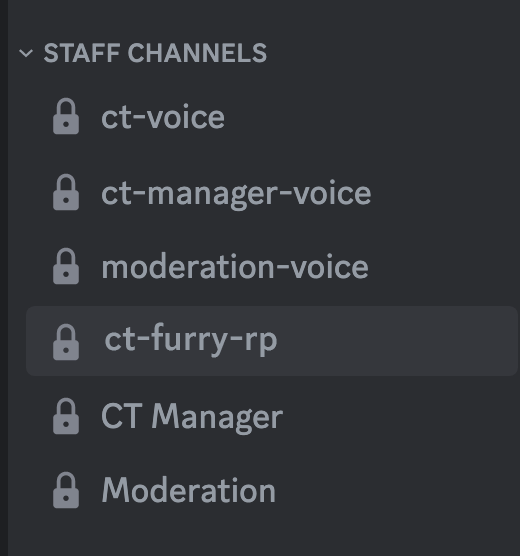 STAFF CHANNELS
ct-voice
ct-manager-voice
moderation-voice
ct-furry-rp
CT Manager
Moderation